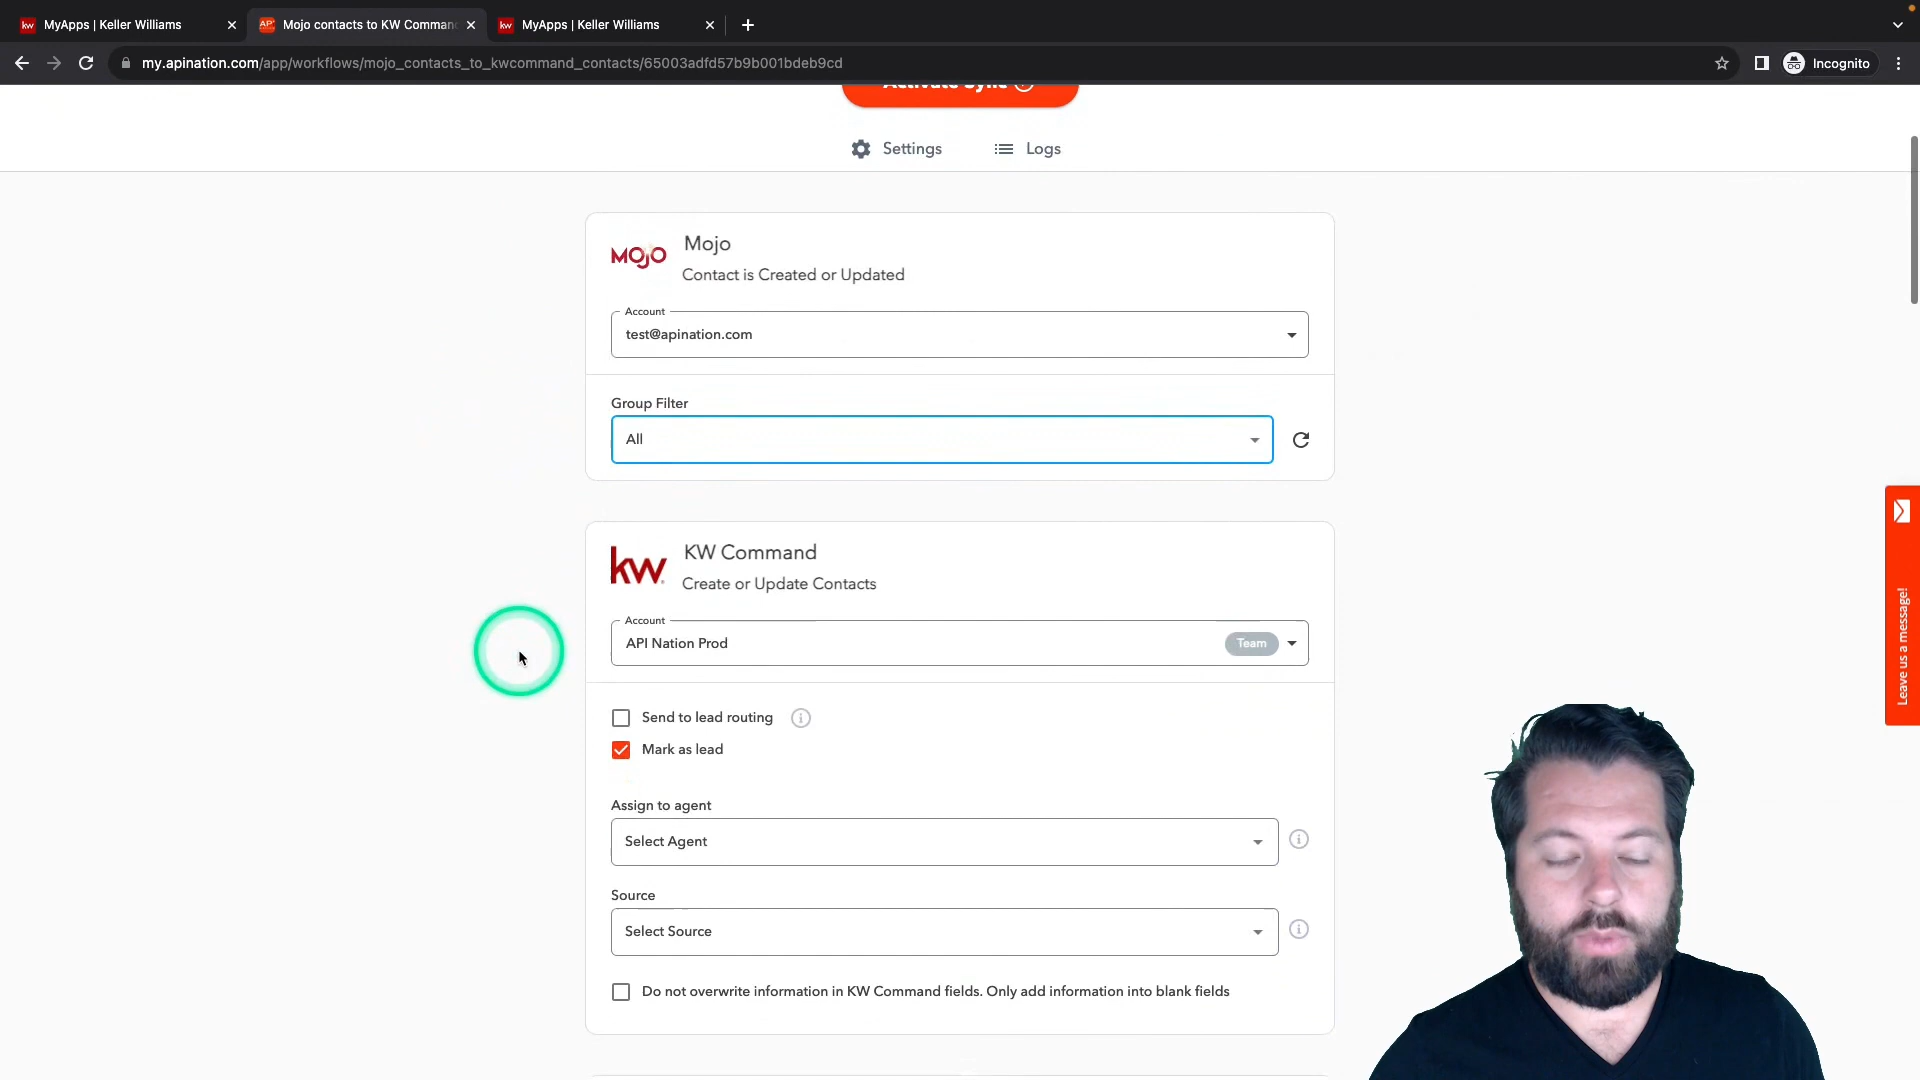 MyApps | Keller Williams
Mojo contacts to KW Comman
MyApps | Keller Williams
my.apination.com/app/workflows/mojo_contacts_to_kwcommand_contacts/65003adfd57b9b001bdeb9cd
Incognito
Activate Sync
Settings
Logs
MOJO
Mojo
Contact is Created or Updated
Account
test@apination.com
Group Filter
All
kw
KW Command
Create or Update Contacts
Account
API Nation Prod
Team
Send to lead routing
Mark as lead
Assign to agent
Select Agent
Source
Select Source
Do not overwrite information in KW Command fields. Only add information into blank fields
Leave us a message!